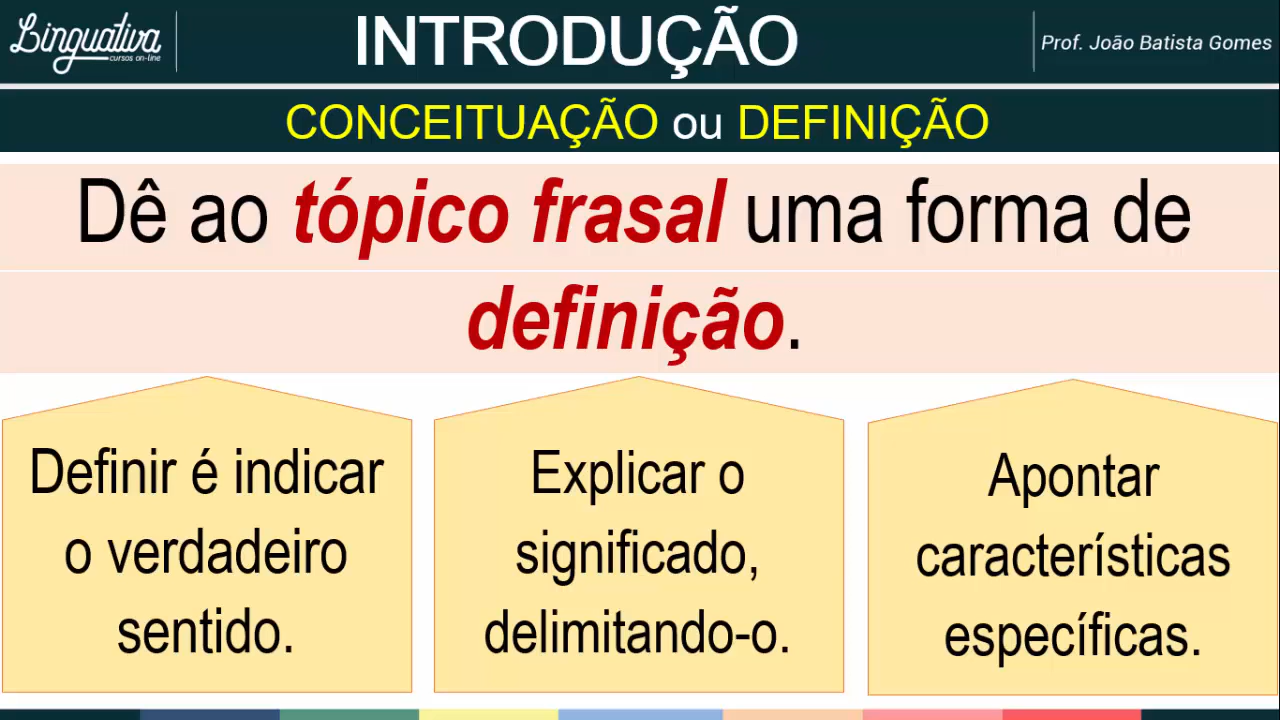 Linguativa
cursos on-line
INTRODUÇÃO
Prof. João Batista Gomes
CONCEITUAÇÃO ou DEFINIÇÃO
Dê ao tópico frasal uma forma de
definição.
Definir é indicar
o verdadeiro
sentido.
Explicar o
significado,
delimitando-o.
Apontar
características
específicas.